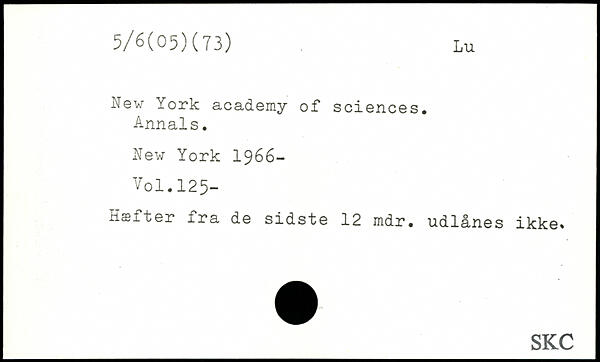 5/6(05)(73) Lu
New York academy of sciences.
Annals.
New York 1966-
Vol.125-
Hæfter fra de sidste 12 mdr. udlånes ikke.
SKC